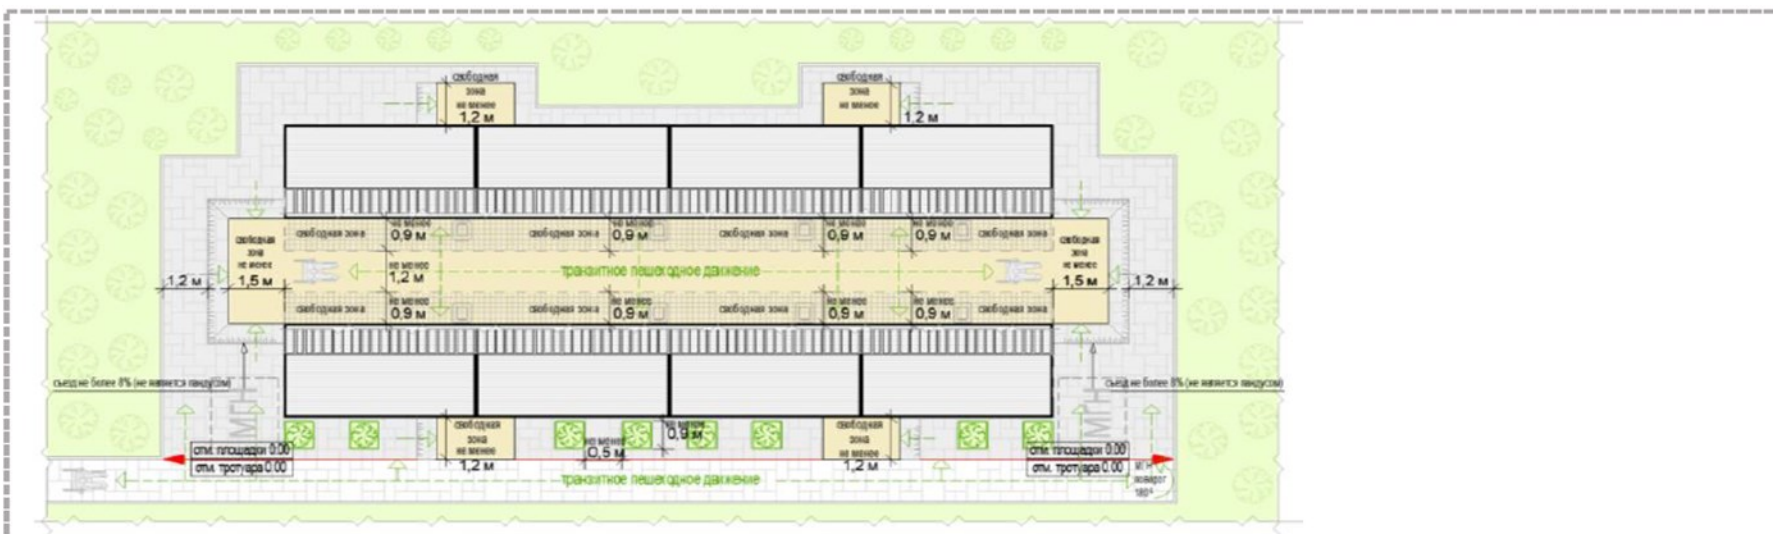 свободная
зона
не менее
1,2 м
свободная
зона
не менее
1,2 м
свободная зона
не менее
0,9 м
свободная зона
не менее
0,9 м
свободная зона
не менее
0,9 м
не менее
0,9 м
свободная зона
свободная
зона
не менее
1,5 м
1,2 м
не менее
1,2 м
транзитное пешеходное движение
свободная
зона
не менее
1,5 м
1,2 м
свободная зона
не менее
0,9 м
свободная зона
не менее
0,9 м
свободная зона
не менее
0,9 м
не менее
0,9 м
свободная зона
съезд не более 8% (не является пандусом)
съезд не более 8% (не является пандусом)
МГН
МГН
свободная
зона
не менее
1,2 м
не менее
0,5 м
не менее
0,9 м
свободная
зона
не менее
1,2 м
отм. площадки 0.00
отм. тротуара 0.00
отм. площадки 0.00
отм. тротуара 0.00
транзитное пешеходное движение
МГН
поворот
180°